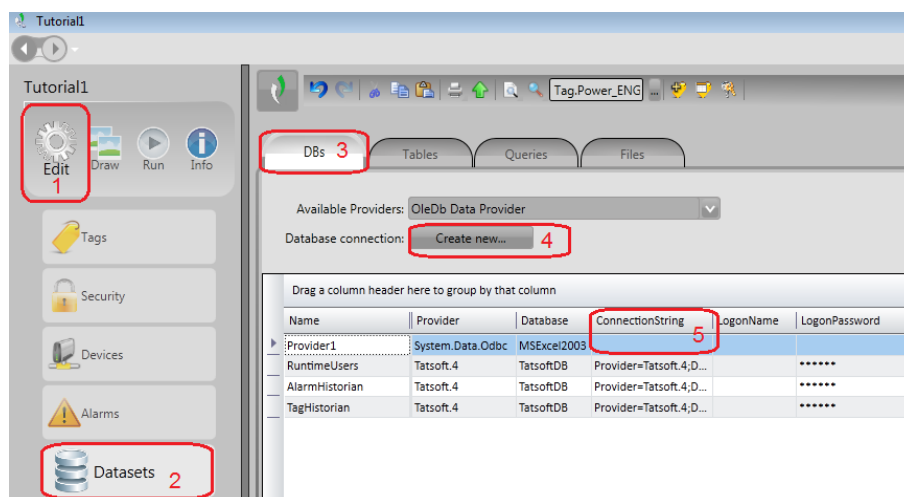 Tutorial1
Tutorial1
Edit
Draw
Run
Info
1
Tags
Security
Devices
Alarms
Datasets 2
Tag.Power_ENG ...
DBs 3
Tables
Queries
Files
Available Providers: OleDb Data Provider
Database connection: Create new... 4
Drag a column header here to group by that column
Name Provider Database ConnectionString LogonName LogonPassword
5
Provider1 System.Data.Odbc MSExcel2003
RuntimeUsers Tatsoft.4 TatsoftDB Provider=Tatsoft.4;D... ••••••
AlarmHistorian Tatsoft.4 TatsoftDB Provider=Tatsoft.4;D... ••••••
TagHistorian Tatsoft.4 TatsoftDB Provider=Tatsoft.4;D... ••••••